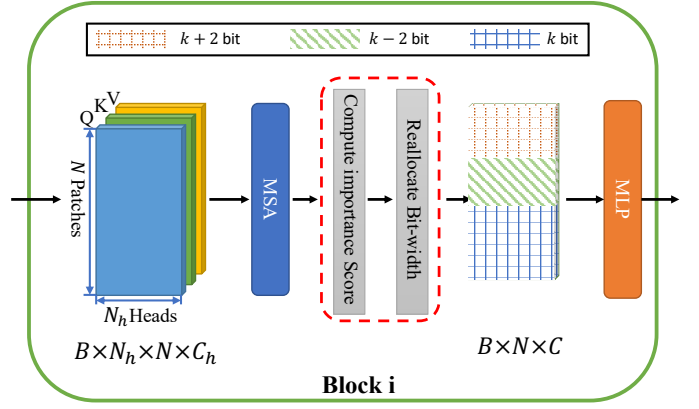 k + 2 bit
k − 2 bit
k bit
Q K V
N Patches
N_h Heads
B×N_h×N×C_h
MSA
Compute importance Score
Reallocate Bit-width
B×N×C
MLP
Block i